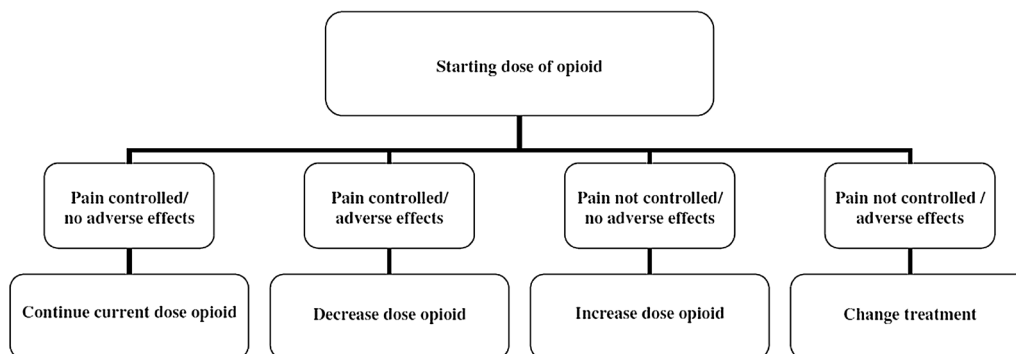 Starting dose of opioid
Pain controlled/
no adverse effects
Pain controlled/
adverse effects
Pain not controlled/
no adverse effects
Pain not controlled /
adverse effects
Continue current dose opioid
Decrease dose opioid
Increase dose opioid
Change treatment